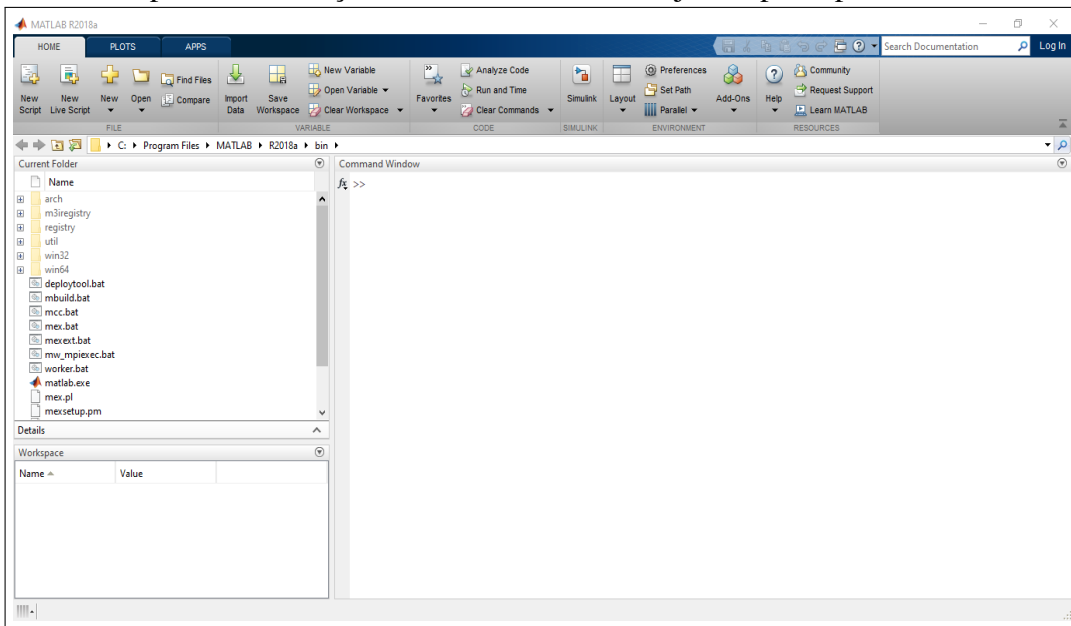 MATLAB R2018a
HOME PLOTS APPS
Search Documentation Log In
New Script
New Live Script
New
Open
Find Files
Compare
Import Data
Save Workspace
New Variable
Open Variable
Clear Workspace
Favorites
Analyze Code
Run and Time
Clear Commands
Simulink
Layout
Preferences
Set Path
Parallel
Add-Ons
Help
Community
Request Support
Learn MATLAB
FILE VARIABLE CODE SIMULINK ENVIRONMENT RESOURCES
C: Program Files MATLAB R2018a bin
Current Folder
Name
arch
m3iregistry
registry
util
win32
win64
deploytool.bat
mbuild.bat
mcc.bat
mex.bat
mexext.bat
mw_mpiexec.bat
worker.bat
matlab.exe
mex.pl
mexsetup.pm
Details
Workspace
Name Value
Command Window
fx >>